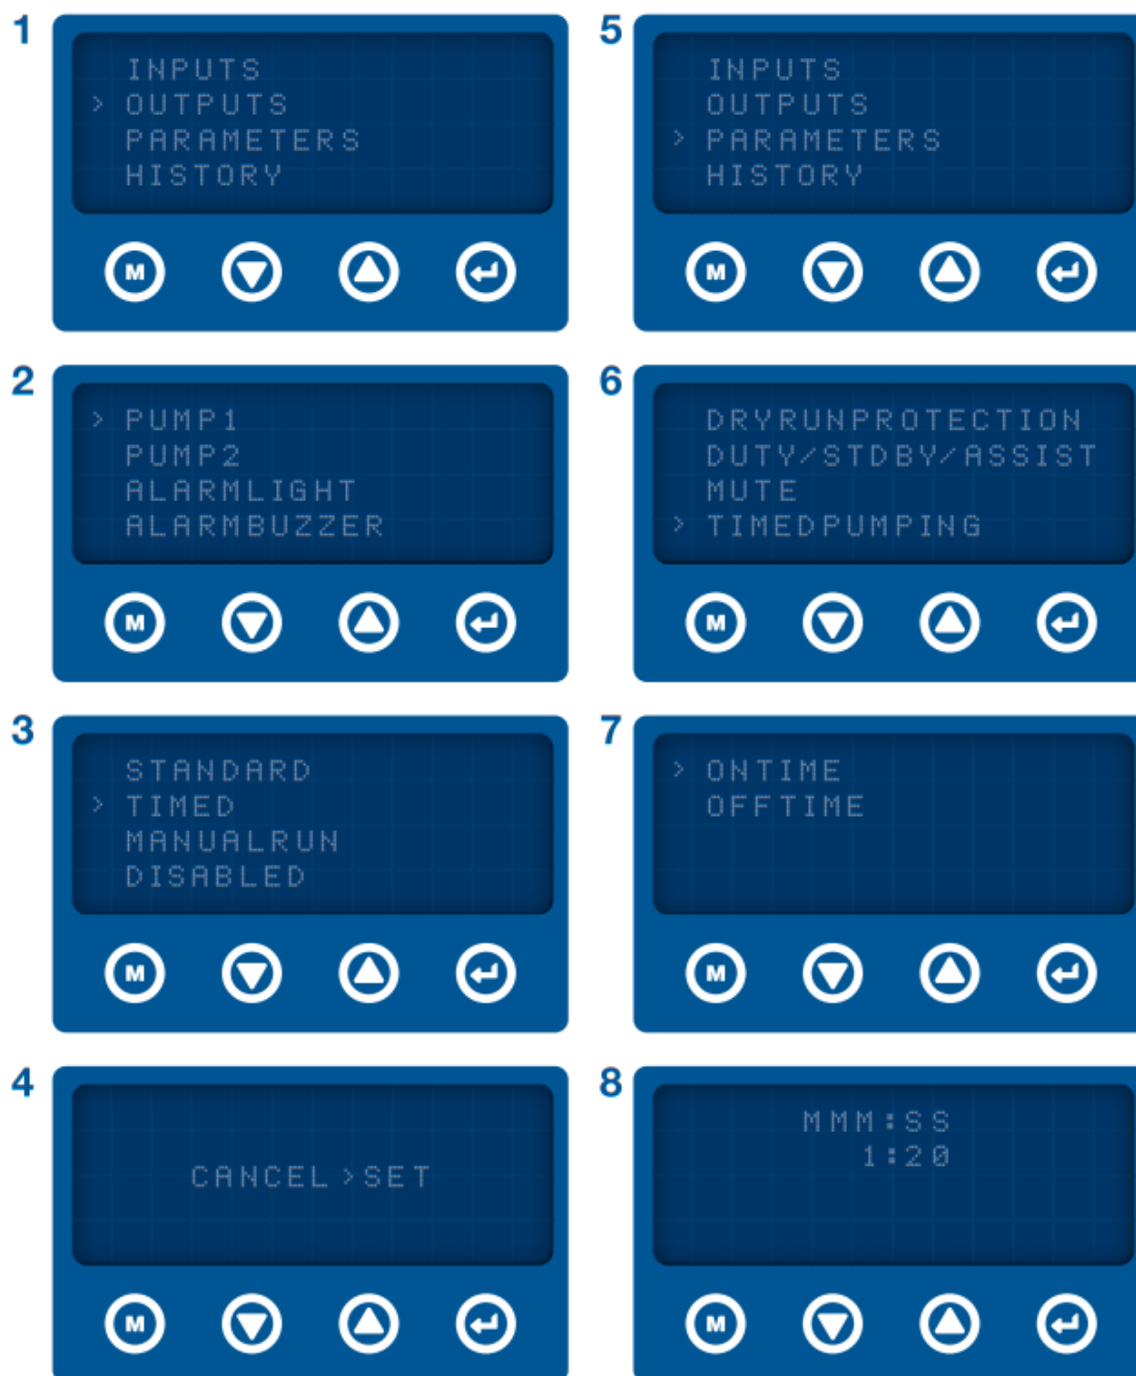 1
INPUTS
> OUTPUTS
PARAMETERS
HISTORY
M
2
> PUMP1
PUMP2
ALARMLIGHT
ALARMBUZZER
M
3
STANDARD
> TIMED
MANUALRUN
DISABLED
M
4
CANCEL>SET
M
5
INPUTS
OUTPUTS
> PARAMETERS
HISTORY
M
6
DRYRUNPROTECTION
DUTY/STDBY/ASSIST
MUTE
> TIMEDPUMPING
M
7
> ONTIME
OFFTIME
M
8
MMM:SS
1:20
M